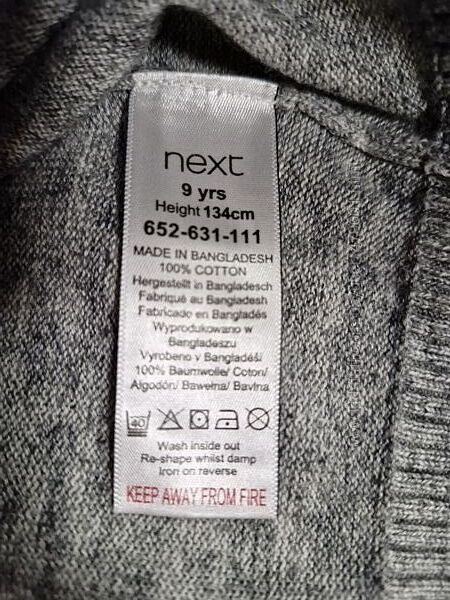 next
9 yrs
Height 134cm
652-631-111
MADE IN BANGLADESH
100% COTTON
Hergestellt in Bangladesch
Fabriqué au Bangladesh
Fabricado en Bangladés
Wyprodukowano w
Bangladeszu
Vyrobeno v Bangladéši
100% Baumwolle/ Coton/
Algodón/ Bawełna/ Bavlna
40
Wash inside out
Re-shape whilst damp
Iron on reverse
KEEP AWAY FROM FIRE